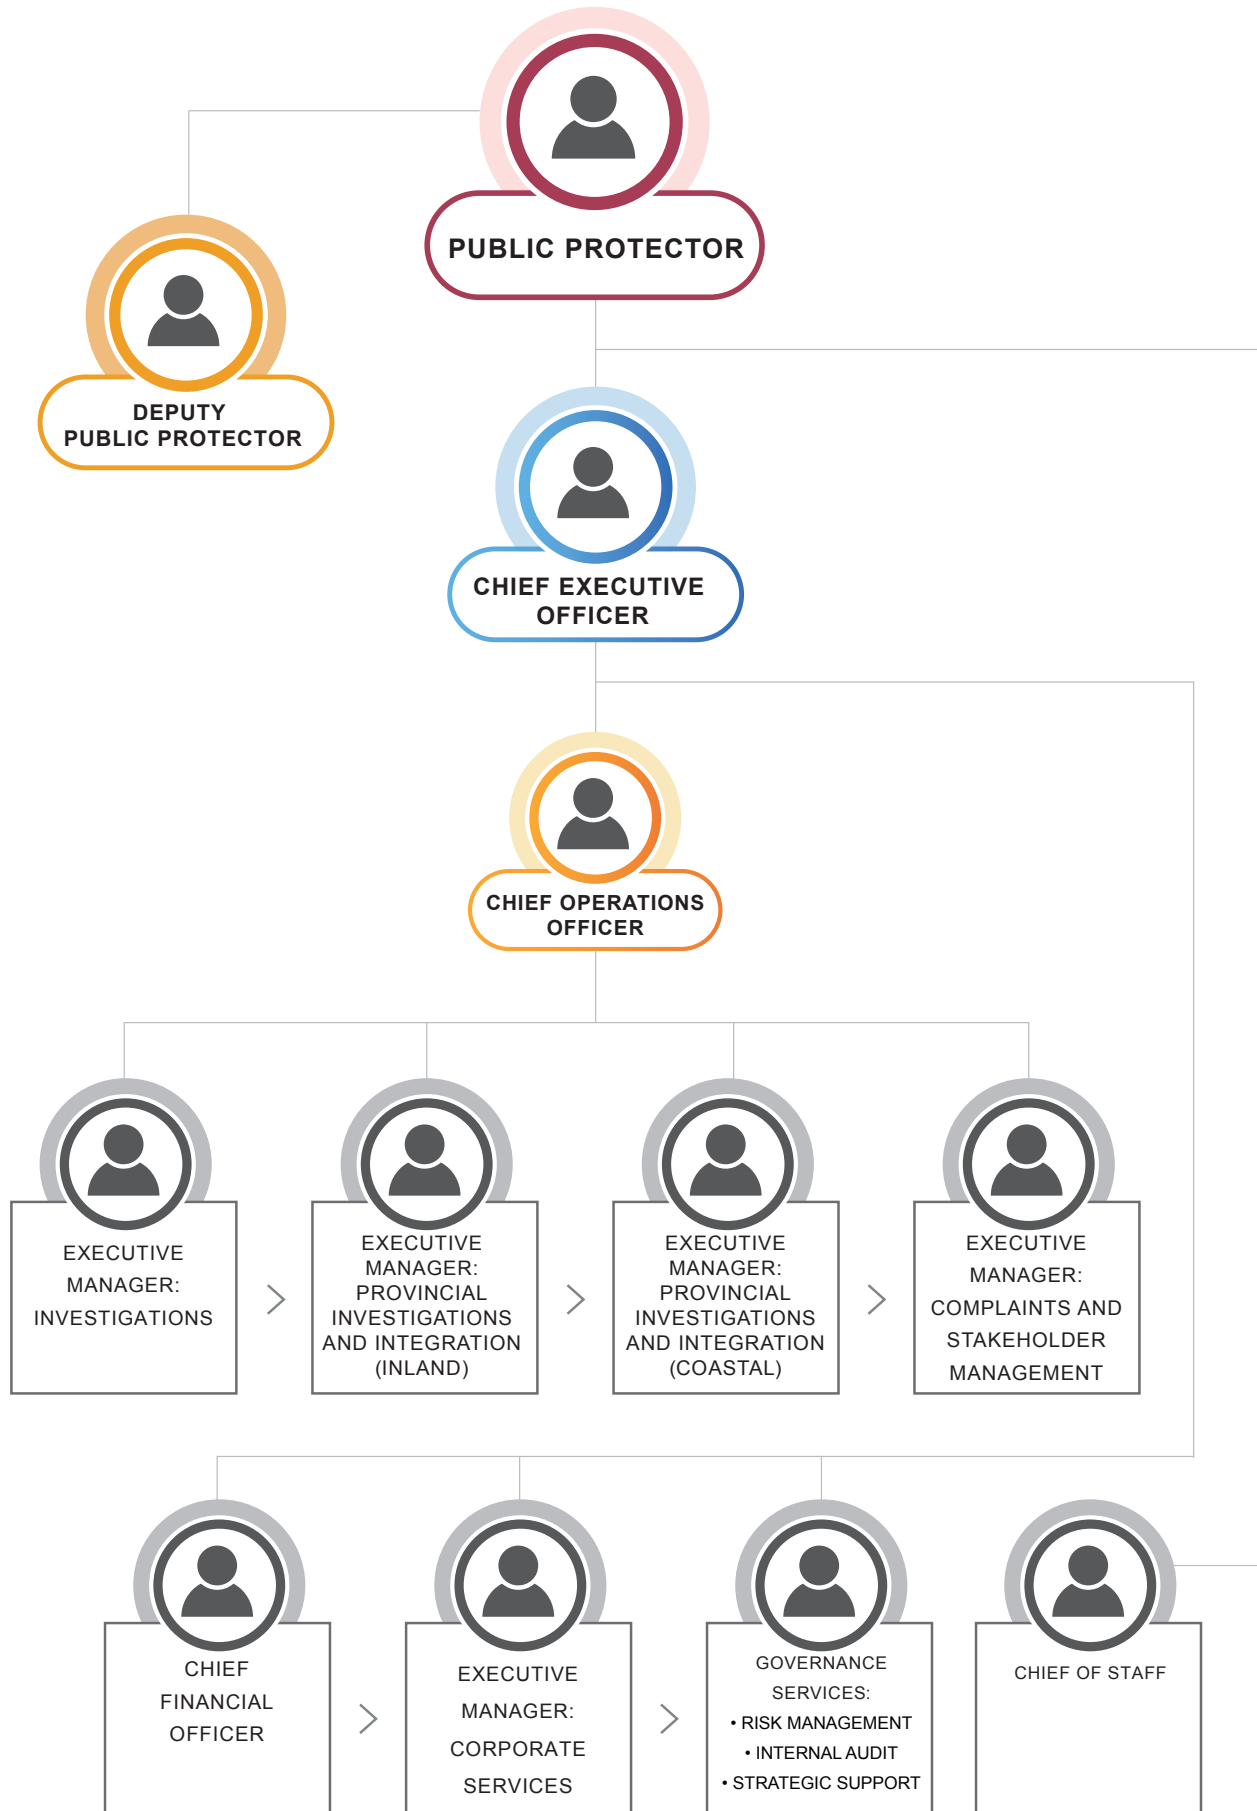 PUBLIC PROTECTOR
DEPUTY
PUBLIC PROTECTOR
CHIEF EXECUTIVE
OFFICER
CHIEF OPERATIONS
OFFICER
EXECUTIVE
MANAGER:
INVESTIGATIONS
EXECUTIVE
MANAGER:
PROVINCIAL
INVESTIGATIONS
AND INTEGRATION
(INLAND)
EXECUTIVE
MANAGER:
PROVINCIAL
INVESTIGATIONS
AND INTEGRATION
(COASTAL)
EXECUTIVE
MANAGER:
COMPLAINTS AND
STAKEHOLDER
MANAGEMENT
CHIEF
FINANCIAL
OFFICER
EXECUTIVE
MANAGER:
CORPORATE
SERVICES
GOVERNANCE
SERVICES:
• RISK MANAGEMENT
• INTERNAL AUDIT
• STRATEGIC SUPPORT
CHIEF OF STAFF